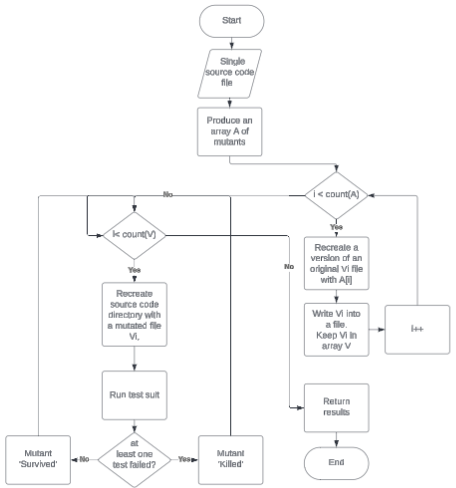 Start
Single
source code
file
Produce an
array A of
mutants
i < count(A)
No
i< count(V)
Yes
Yes
Recreate a
version of an
original Vi file
with A[i]
No
Recreate
source code
directory with
a mutated file
Vi,
Write Vi into
a file.
Keep Vi in
array V
i++
Run test suit
Return
results
at
least one
test failed?
No
Yes
Mutant
'Survived'
Mutant
'Killed'
End